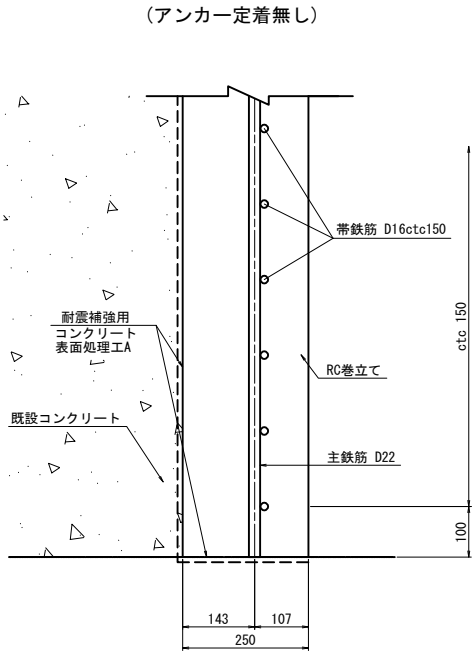 (アンカー定着無し)
帯鉄筋 D16ctc150
ctc 150
耐震補強用
コンクリート
表面処理工A
RC巻立て
既設コンクリート
主鉄筋 D22
100
143
107
250